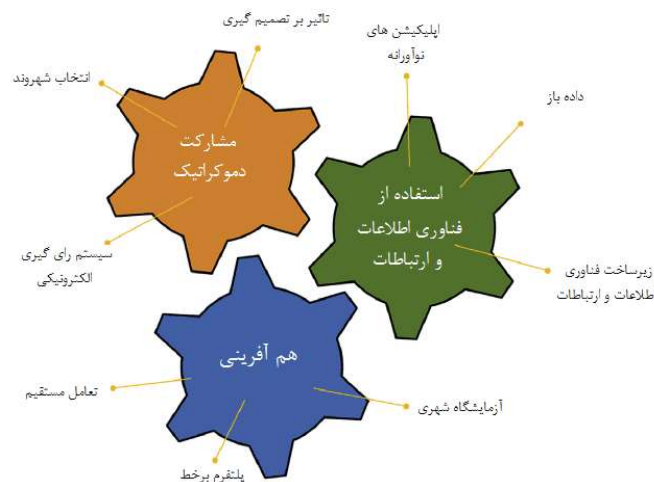 تاثیر بر تصمیم گیری
انتخاب شهروند
مشارکت
دموکراتیک
سیستم رای گیری
الکترونیکی
اپلیکیشن های
نوآورانه
داده باز
استفاده از
فناوری اطلاعات
و ارتباطات
زیرساخت فناوری
طلاعات و ارتباطات
هم آفرینی
تعامل مستقیم
آزمایشگاه شهری
پلتفرم برخط